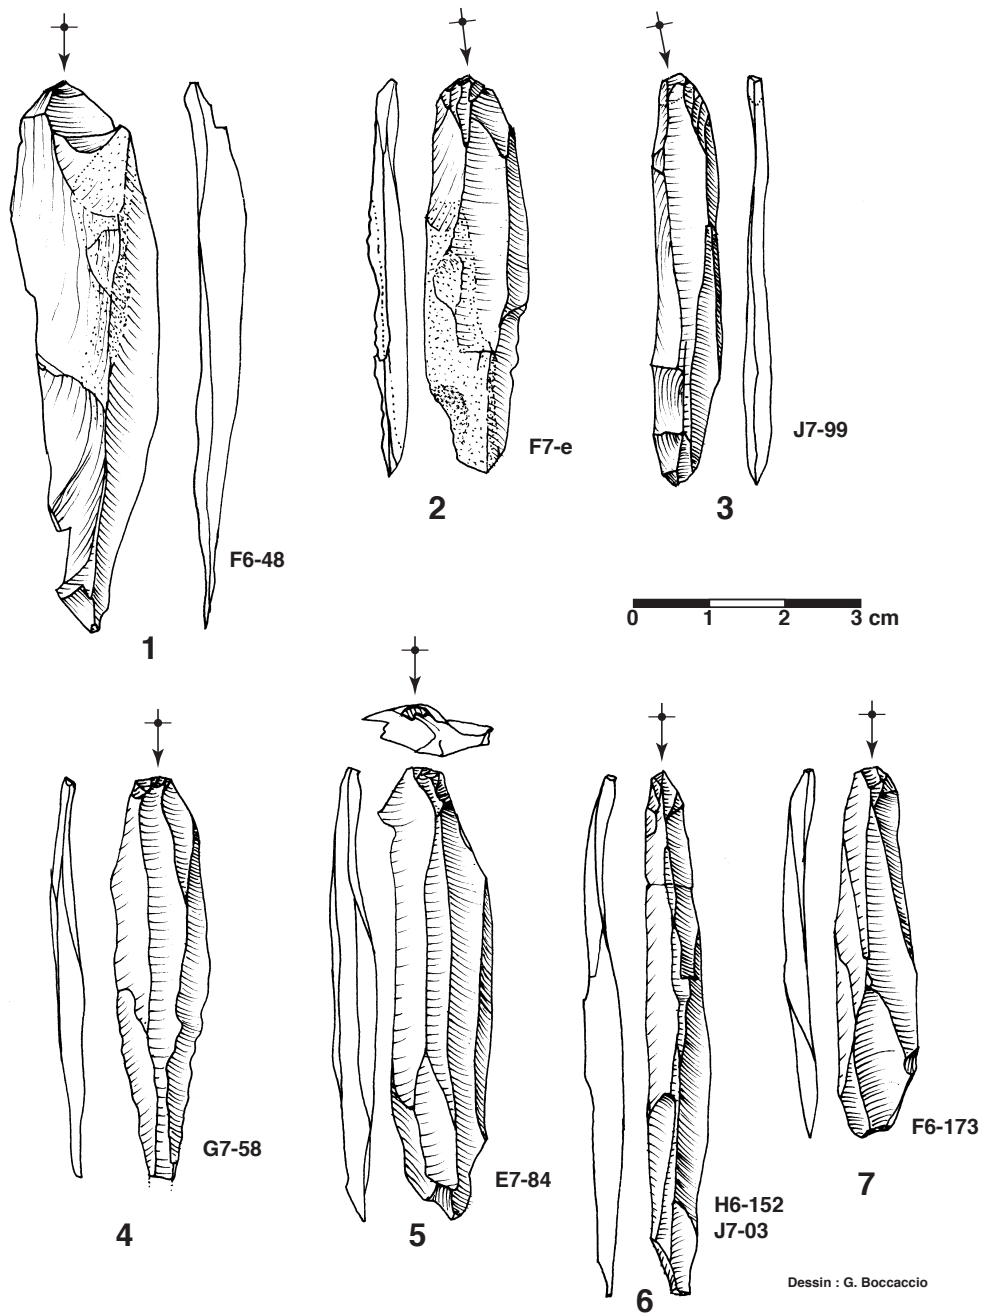 F6-48
1
F7-e
2
J7-99
3
0 1 2 3 cm
G7-58
4
E7-84
5
H6-152
J7-03
6
F6-173
7
Dessin : G. Boccaccio